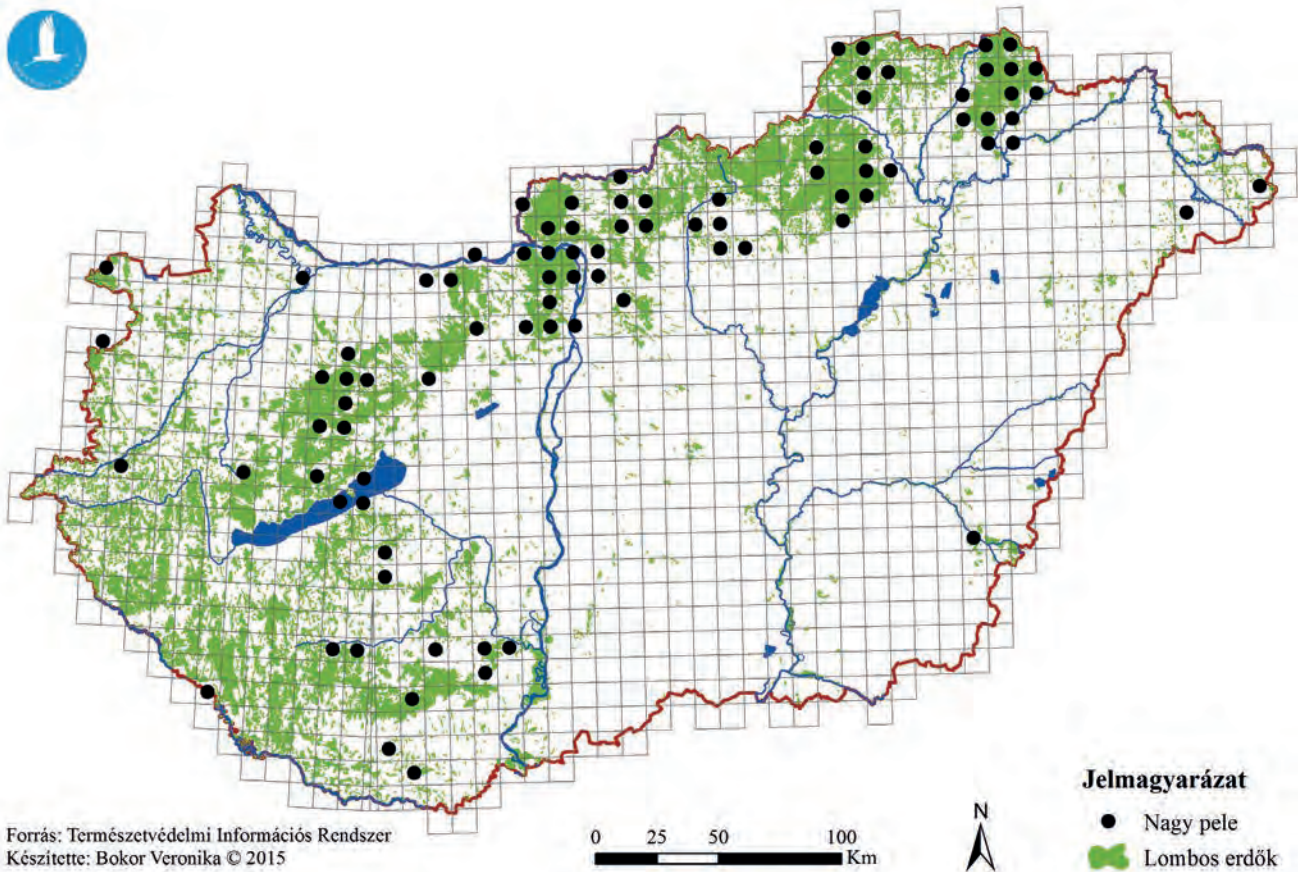 Jelmagyarázat
Nagy pele
Lombos erdők
N
0 25 50 100
Km
Forrás: Természetvédelmi Információs Rendszer
Készítette: Bokor Veronika © 2015